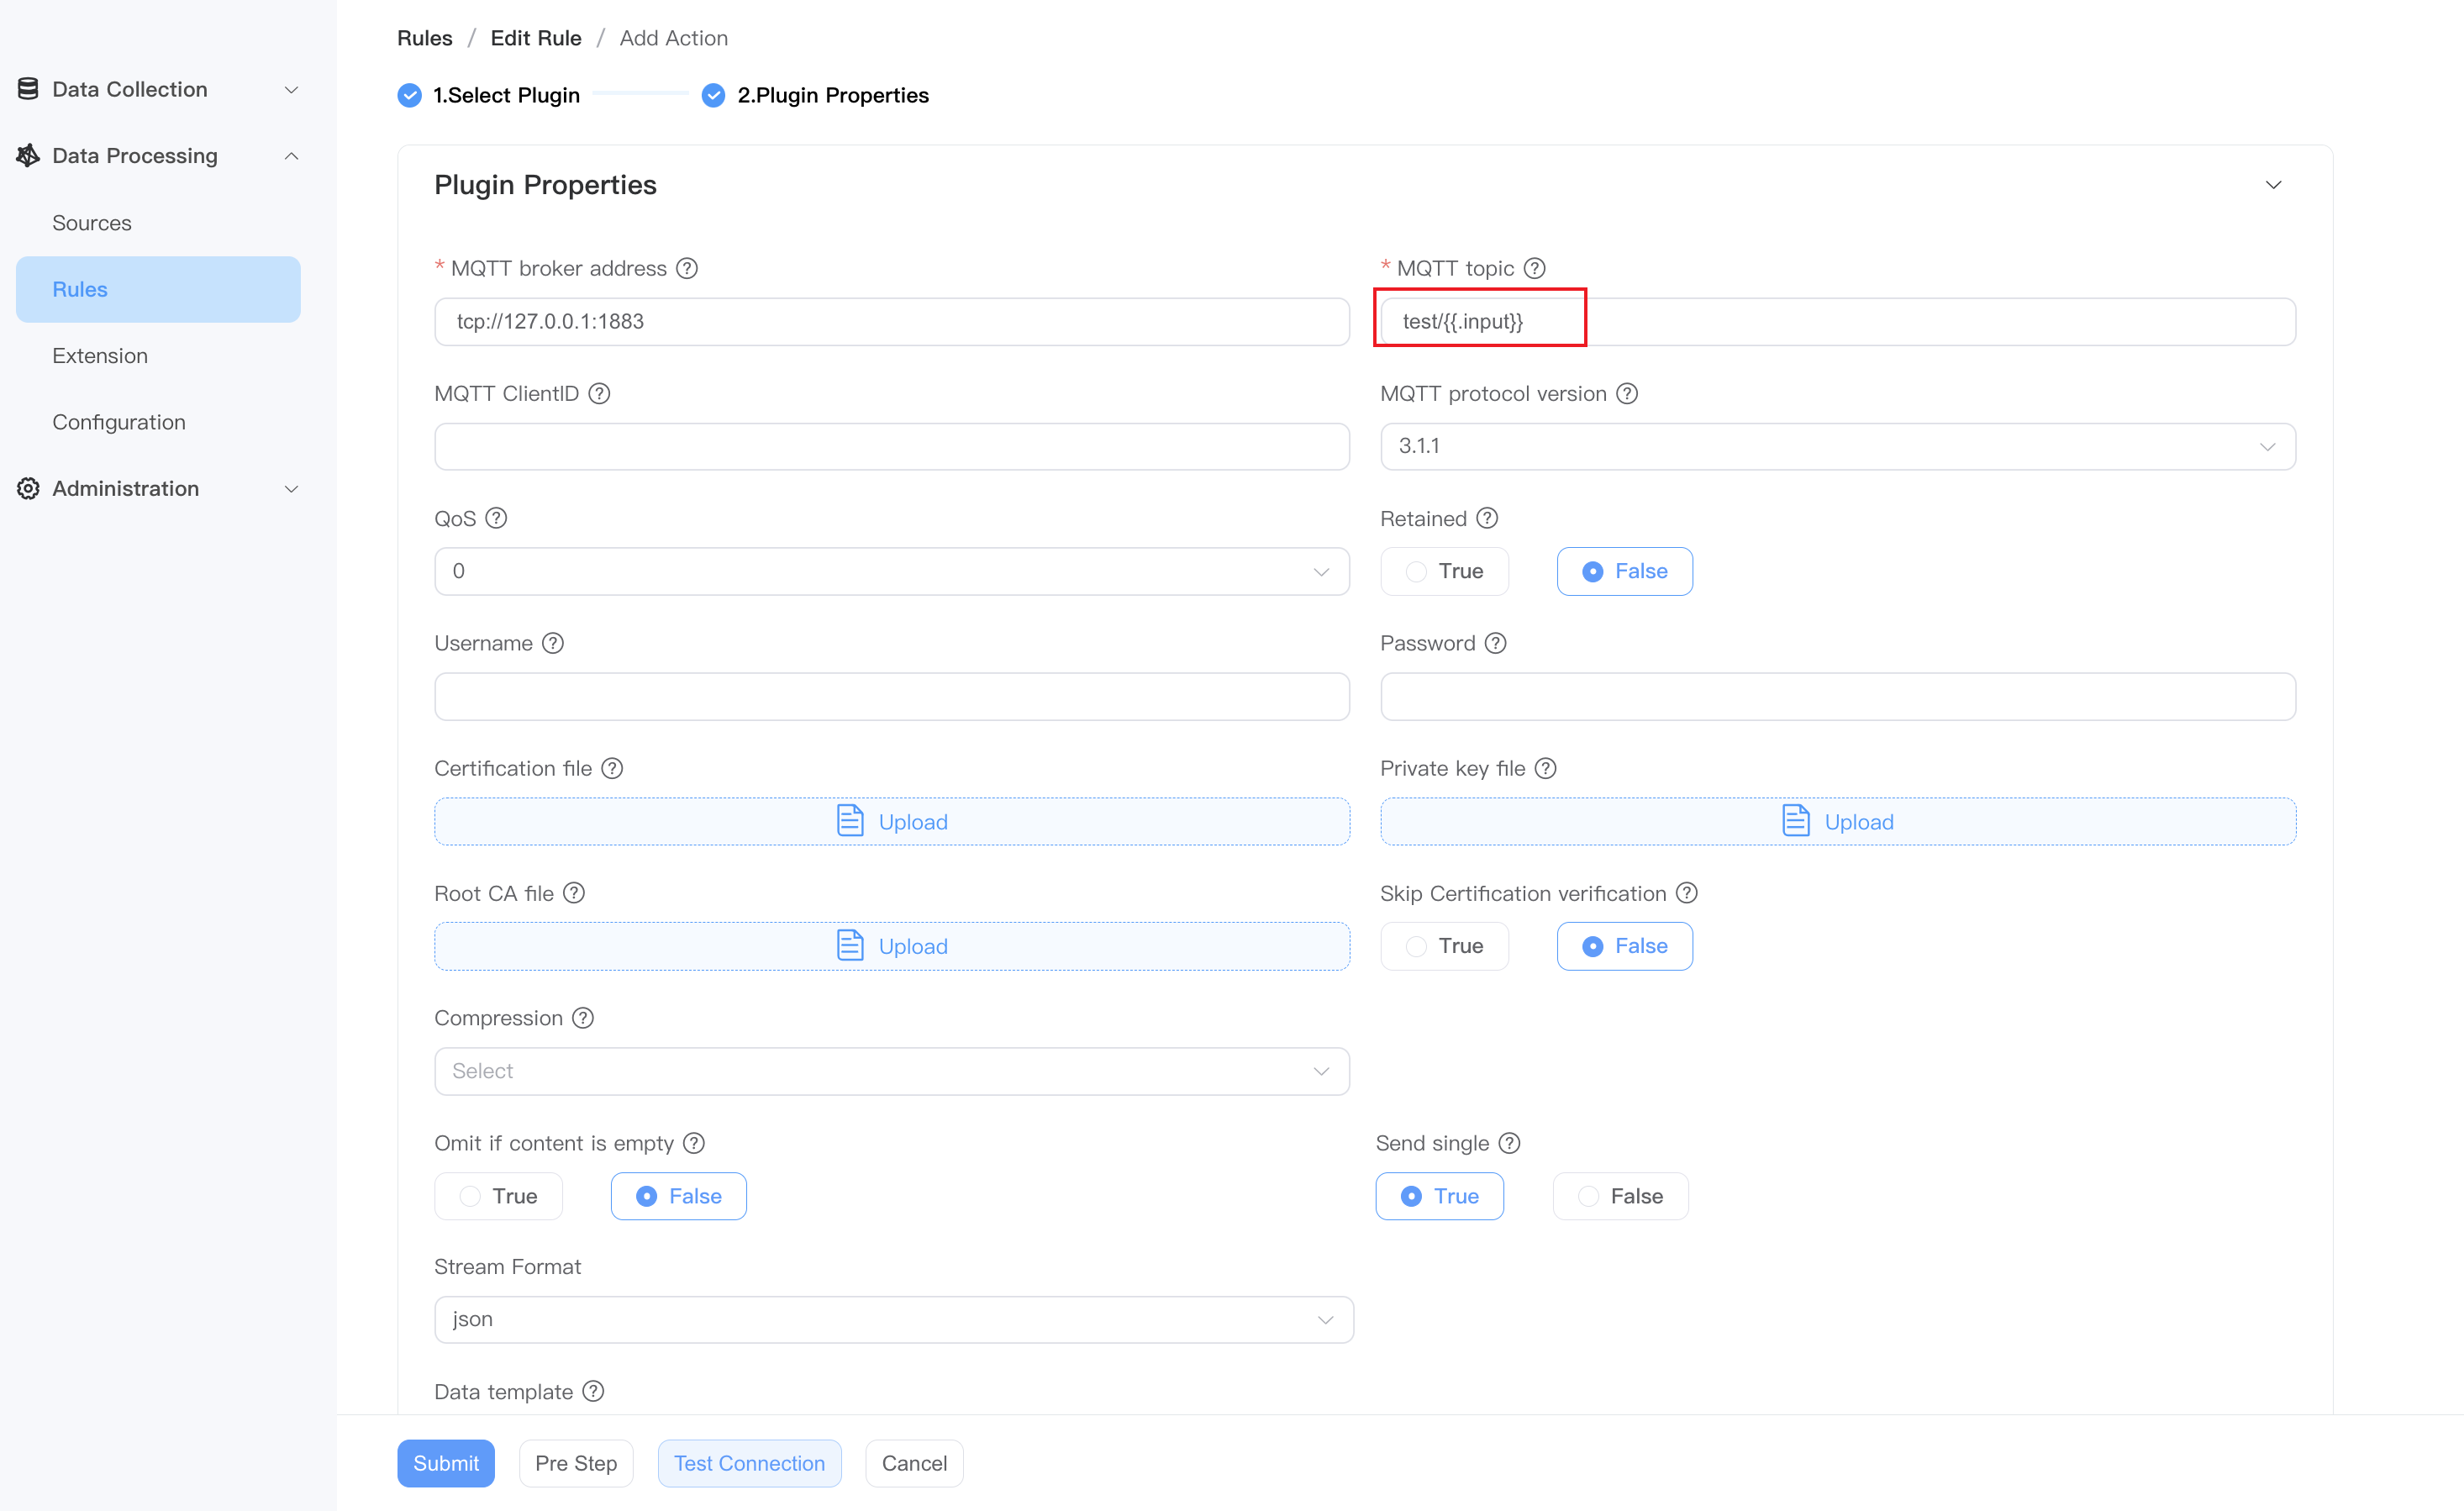 Data Collection
Data Processing
Sources
Rules
Extension
Configuration
Administration
Rules / Edit Rule / Add Action
1.Select Plugin 2.Plugin Properties
Plugin Properties
* MQTT broker address ? * MQTT topic ?
tcp://127.0.0.1:1883 test/{{.input}}
MQTT ClientID ? MQTT protocol version ?
3.1.1
QoS ? Retained ?
0 True False
Username ? Password ?
Certification file ? Private key file ?
Upload Upload
Root CA file ? Skip Certification verification ?
Upload True False
Compression ?
Select
Omit if content is empty ? Send single ?
True False True False
Stream Format
json
Data template ?
Submit Pre Step Test Connection Cancel